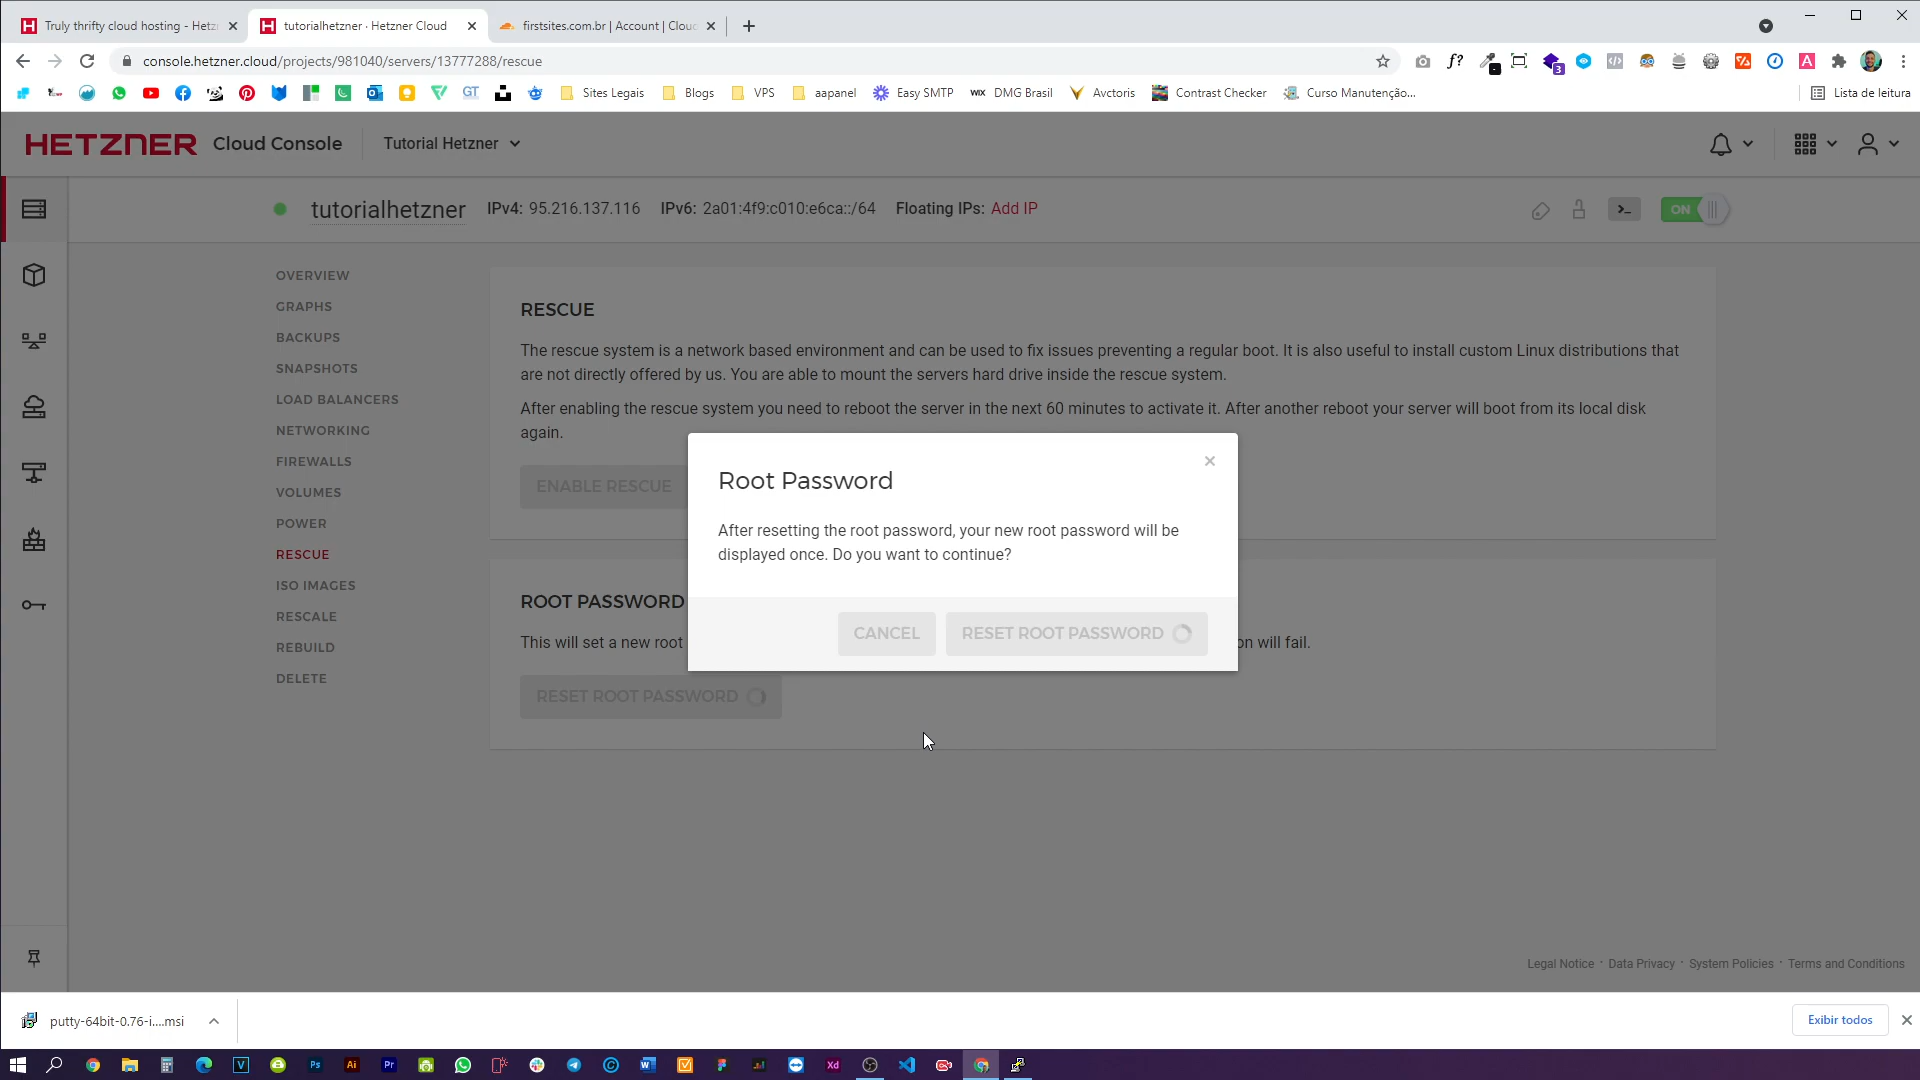 Truly thrifty cloud hosting - Hetz
tutorialhetzner · Hetzner Cloud
firstsites.com.br | Account | Clouc
console.hetzner.cloud/projects/981040/servers/13777288/rescue
f?
3
A
GT
Sites Legais
Blogs
VPS
aapanel
Easy SMTP
WIX
DMG Brasil
Avctoris
Contrast Checker
Curso Manutenção...
Lista de leitura
HETZNER
Cloud Console
Tutorial Hetzner
tutorialhetzner
IPv4: 95.216.137.116
IPv6: 2a01:4f9:c010:e6ca::/64
Floating IPs: Add IP
>_
ON
OVERVIEW
GRAPHS
BACKUPS
SNAPSHOTS
LOAD BALANCERS
NETWORKING
FIREWALLS
VOLUMES
POWER
RESCUE
ISO IMAGES
RESCALE
REBUILD
DELETE
RESCUE
The rescue system is a network based environment and can be used to fix issues preventing a regular boot. It is also useful to install custom Linux distributions that
are not directly offered by us. You are able to mount the servers hard drive inside the rescue system.
After enabling the rescue system you need to reboot the server in the next 60 minutes to activate it. After another reboot your server will boot from its local disk
again.
ENABLE RESCUE
Root Password
After resetting the root password, your new root password will be
displayed once. Do you want to continue?
CANCEL
RESET ROOT PASSWORD
ROOT PASSWORD
This will set a new root
on will fail.
RESET ROOT PASSWORD
Legal Notice · Data Privacy · System Policies · Terms and Conditions
putty-64bit-0.76-i....msi
Exibir todos
V
Ps
Ai
Pr
Xd